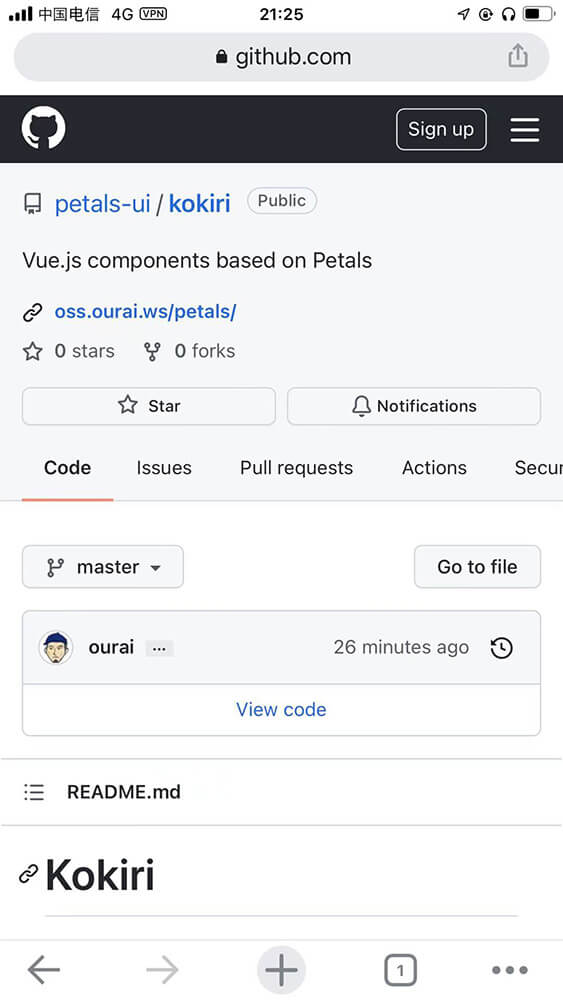 中国电信 4G VPN 21:25
github.com
Sign up
petals-ui / kokiri Public
Vue.js components based on Petals
oss.ourai.ws/petals/
0 stars 0 forks
Star Notifications
Code Issues Pull requests Actions Secur
master Go to file
ourai ... 26 minutes ago
View code
README.md
Kokiri
1